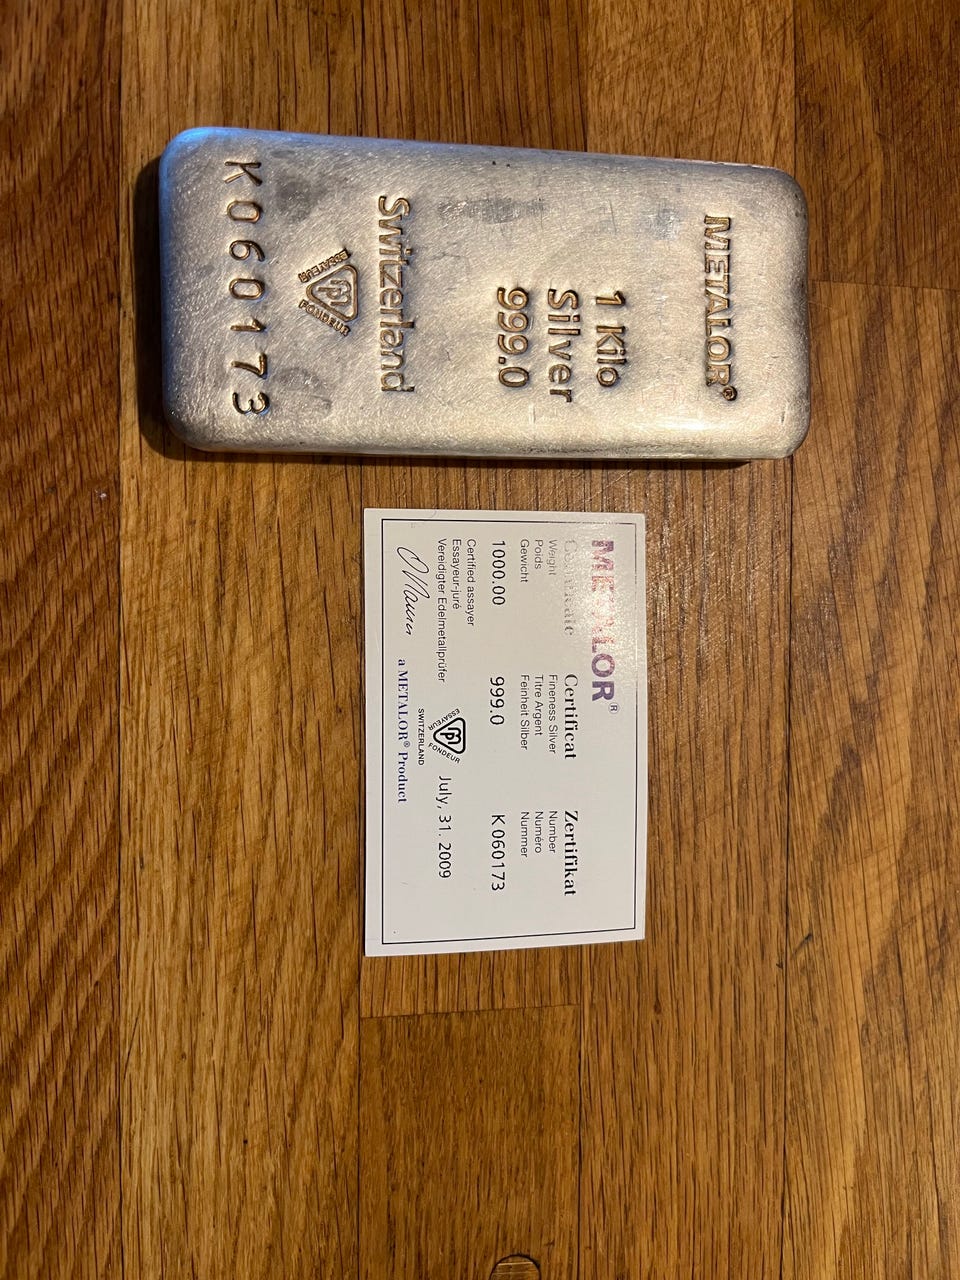 METALOR®
1 Kilo
Silver
999.0
Switzerland
ESSAYEUR FONDEUR
K060173
METALOR®
Certificate Certificat Zertifikat
Weight Fineness Silver Number
Poids Titre Argent Numéro
Gewicht Feinheit Silber Nummer
1000.00 999.0 K060173
Certified assayer
Essayeur-juré
Vereidigter Edelmetallprüfer
ESSAYEUR FONDEUR
SWITZERLAND
July, 31. 2009
a METALOR® Product